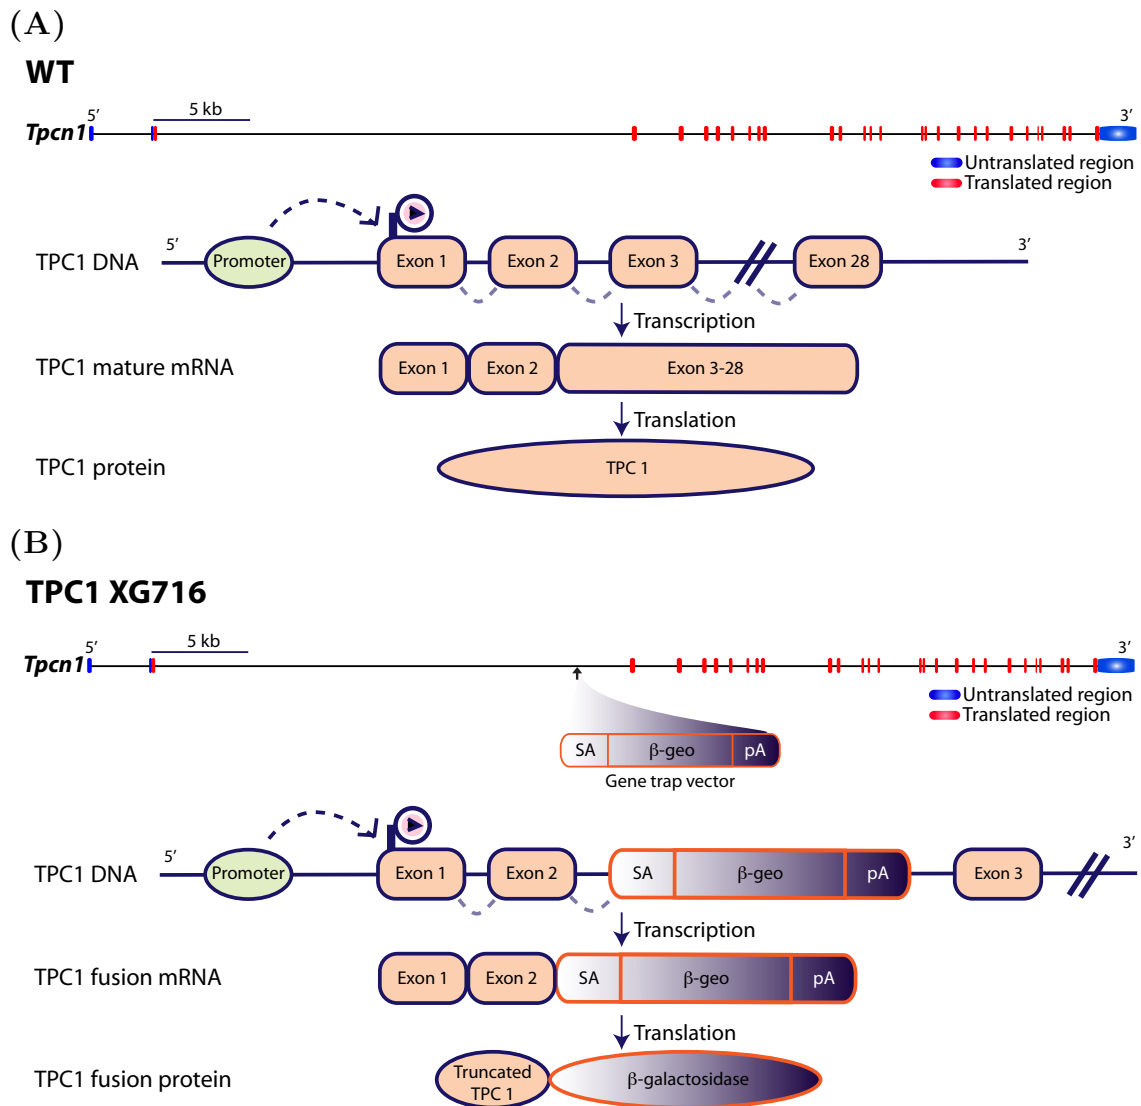 (A)
WT
5 kb
5′
3′
Tpcn1
Untranslated region
Translated region
5′
3′
TPC1 DNA
Promoter
Exon 1
Exon 2
Exon 3
Exon 28
Transcription
TPC1 mature mRNA
Exon 1
Exon 2
Exon 3-28
Translation
TPC1 protein
TPC 1
(B)
TPC1 XG716
5 kb
5′
3′
Tpcn1
Untranslated region
Translated region
SA
β-geo
pA
Gene trap vector
5′
3′
TPC1 DNA
Promoter
Exon 1
Exon 2
SA
β-geo
pA
Exon 3
Transcription
TPC1 fusion mRNA
Exon 1
Exon 2
SA
β-geo
pA
Translation
TPC1 fusion protein
Truncated
TPC 1
β-galactosidase